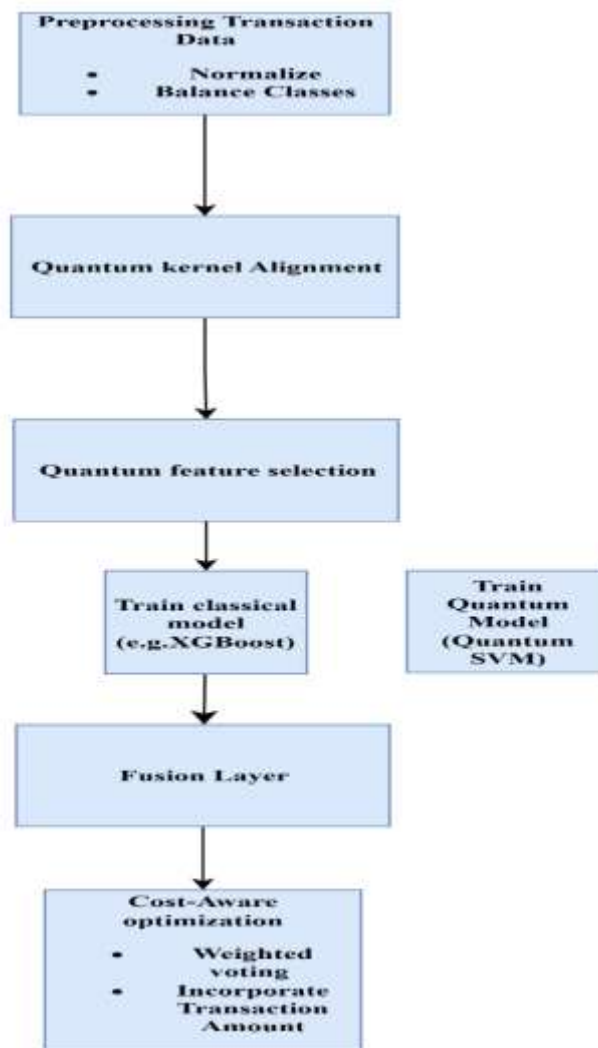 Preprocessing Transaction
Data
• Normalize
• Balance Classes
Quantum kernel Alignment
Quantum feature selection
Train classical
model
(e.g.XGBoost)
Train
Quantum
Model
(Quantum
SVM)
Fusion Layer
Cost-Aware
optimization
• Weighted
voting
• Incorporate
Transaction
Amount